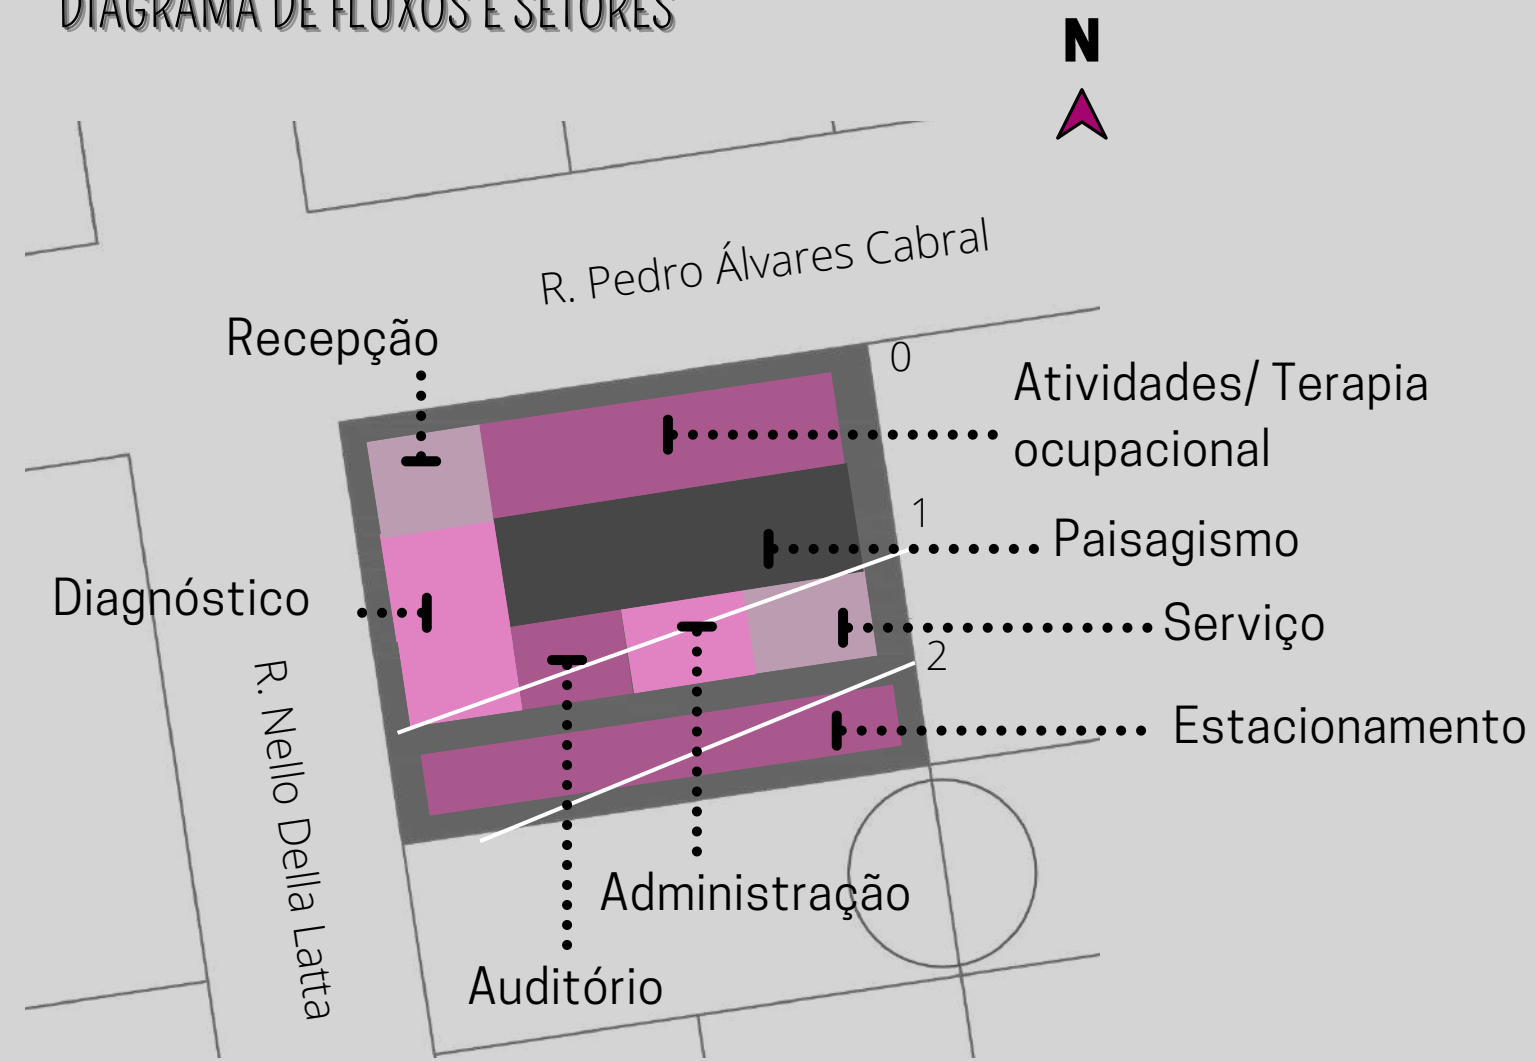 DIAGRAMA DE FLUXOS E SETORES
N
R. Pedro Álvares Cabral
Recepção
0
Atividades/ Terapia
ocupacional
1
Paisagismo
Diagnóstico
Serviço
2
R. Nello Della Latta
Estacionamento
Administração
Auditório